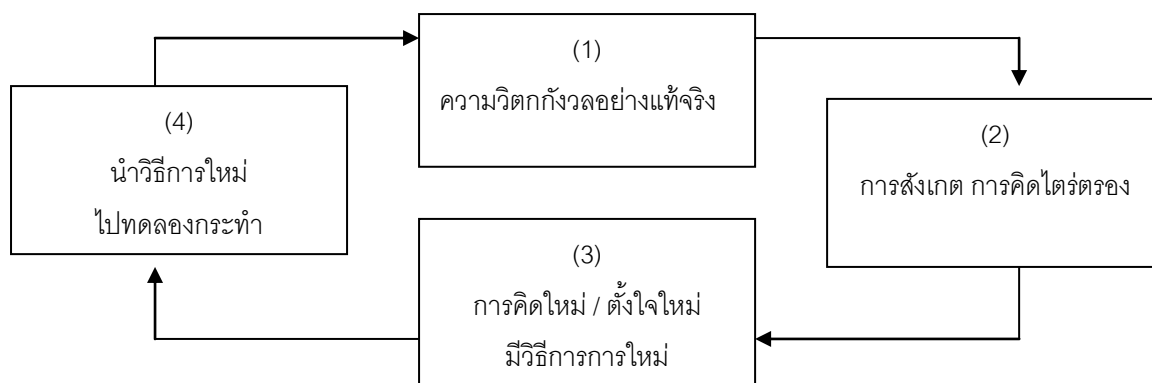 (1)
ความวิตกกังวลอย่างแท้จริง
(2)
การสังเกต การคิดไตร่ตรอง
(3)
การคิดใหม่ / ตั้งใจใหม่
มีวิธีการการใหม่
(4)
นำวิธีการใหม่
ไปทดลองกระทำ